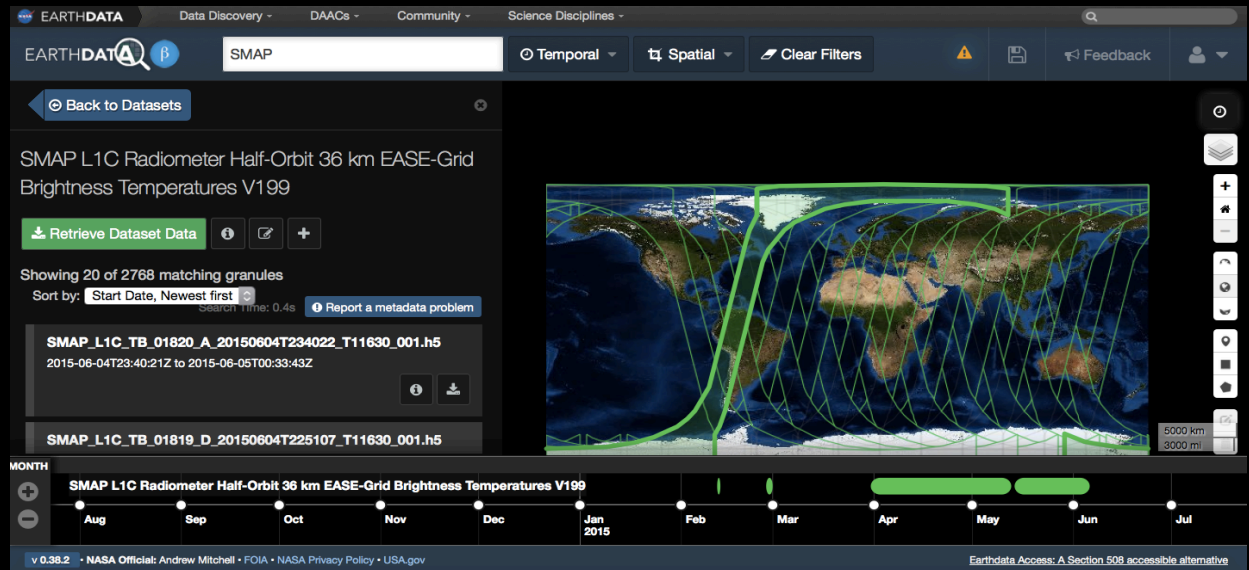 EARTHDATA Data Discovery DAACs Community Science Disciplines
EARTHDATA β SMAP Temporal Spatial Clear Filters Feedback
Back to Datasets
SMAP L1C Radiometer Half-Orbit 36 km EASE-Grid
Brightness Temperatures V199
Retrieve Dataset Data
Showing 20 of 2768 matching granules
Sort by: Start Date, Newest first
Search Time: 0.4s Report a metadata problem
SMAP_L1C_TB_01820_A_20150604T234022_T11630_001.h5
2015-06-04T23:40:21Z to 2015-06-05T00:33:43Z
SMAP_L1C_TB_01819_D_20150604T225107_T11630_001.h5
5000 km
3000 mi
MONTH
SMAP L1C Radiometer Half-Orbit 36 km EASE-Grid Brightness Temperatures V199
Aug Sep Oct Nov Dec Jan Feb Mar Apr May Jun Jul
2015
v 0.38.2 • NASA Official: Andrew Mitchell • FOIA • NASA Privacy Policy • USA.gov Earthdata Access: A Section 508 accessible alternative